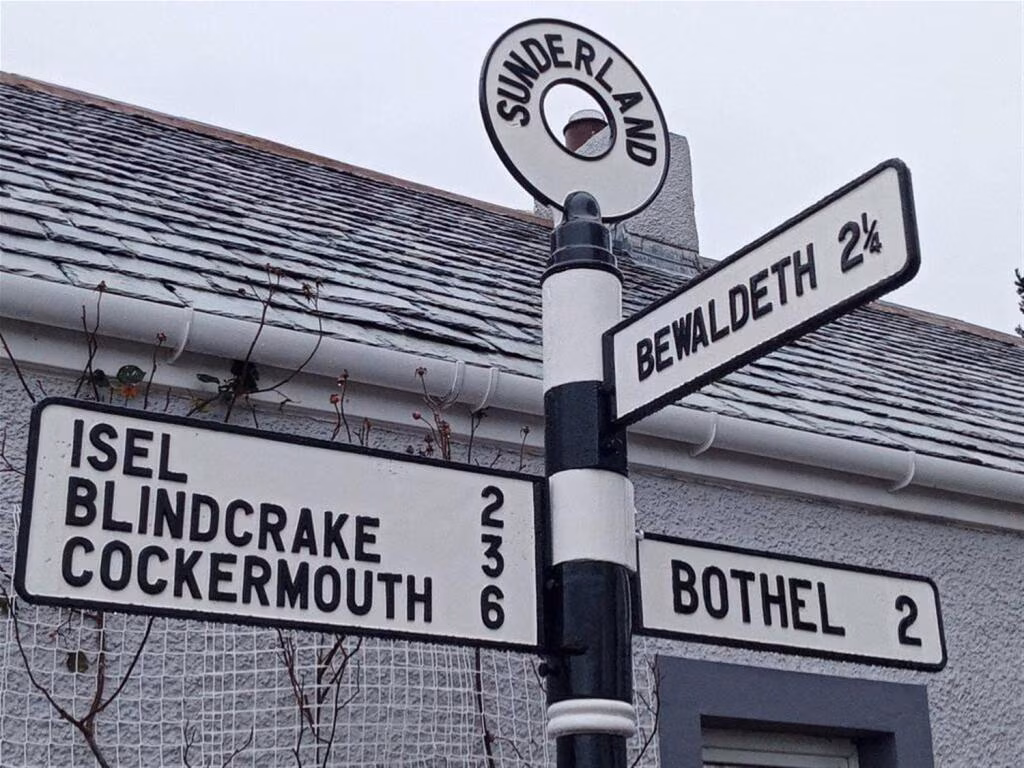 SUNDERLAND
BEWALDETH 2¼
ISEL 2
BLINDCRAKE 3
COCKERMOUTH 6
BOTHEL 2